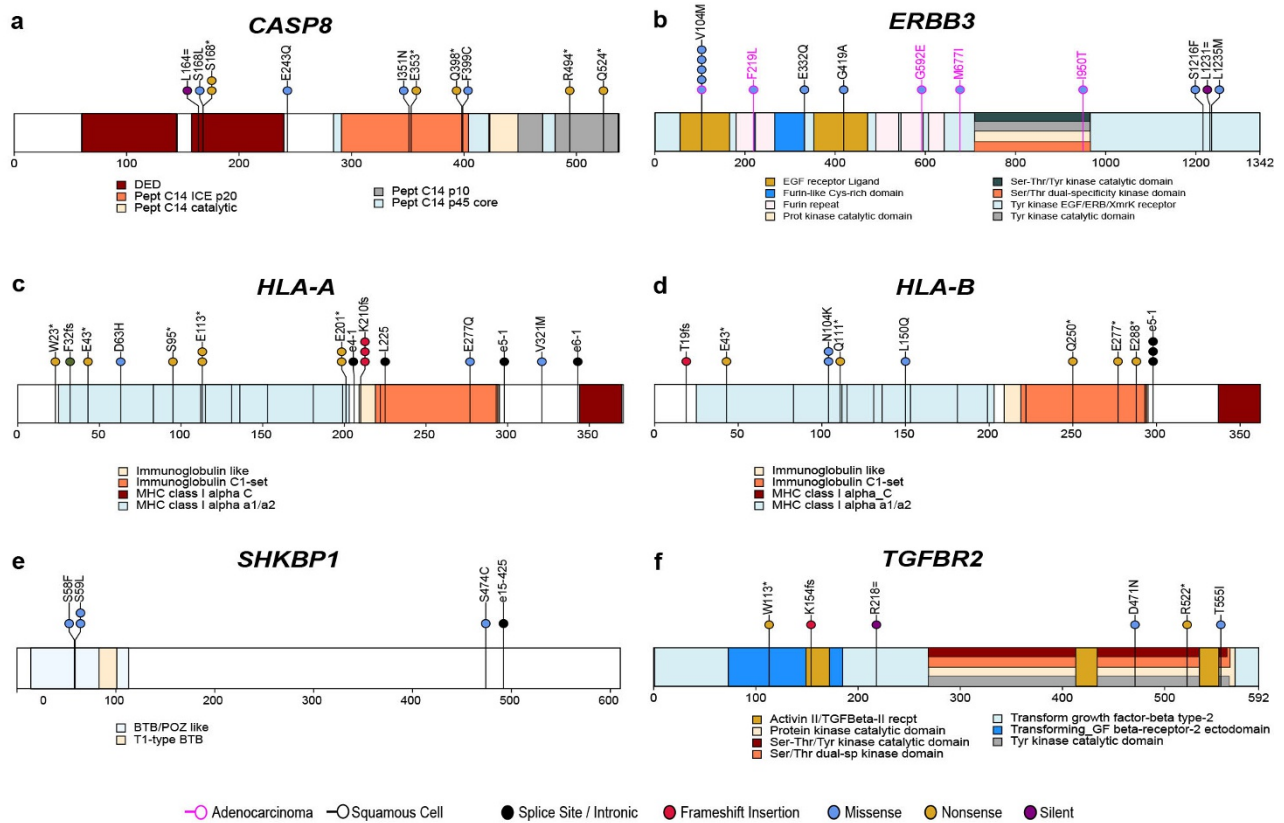 a
CASP8
L164=
S168L
S168*
E243Q
I351N
E353*
Q398*
F399C
R494*
Q524*
0 100 200 300 400 500
DED
Pept C14 ICE p20
Pept C14 catalytic
Pept C14 p10
Pept C14 p45 core
b
ERBB3
V104M
F219L
E332Q
G419A
G592E
M677I
I950T
S1216F
L1231=
L1235M
0 200 400 600 800 1000 1200 1342
EGF receptor Ligand
Furin-like Cys-rich domain
Furin repeat
Prot kinase catalytic domain
Ser-Thr/Tyr kinase catalytic domain
Ser/Thr dual-specificity kinase domain
Tyr kinase EGF/ERB/XmrK receptor
Tyr kinase catalytic domain
c
HLA-A
W23*
F32fs
E43*
D63H
S95*
E113*
E201*
e4-1
K210fs
L225
E277Q
e5-1
V321M
e6-1
0 50 100 150 200 250 300 350
Immunoglobulin like
Immunoglobulin C1-set
MHC class I alpha C
MHC class I alpha a1/a2
d
HLA-B
T19fs
E43*
N104K
Q111*
L150Q
Q250*
E277*
E288*
e5-1
0 50 100 150 200 250 300 350
Immunoglobulin like
Immunoglobulin C1-set
MHC class I alpha_C
MHC class I alpha a1/a2
e
SHKBP1
S58F
S59L
S474C
e15-425
0 100 200 300 400 500 600
BTB/POZ like
T1-type BTB
f
TGFBR2
W113*
K154fs
R218=
D471N
R522*
T555I
0 100 200 300 400 500 592
Activin II/TGFBeta-II recpt
Protein kinase catalytic domain
Ser-Thr/Tyr kinase catalytic domain
Ser/Thr dual-sp kinase domain
Transform growth factor-beta type-2
Transforming_GF beta-receptor-2 ectodomain
Tyr kinase catalytic domain
Adenocarcinoma Squamous Cell Splice Site / Intronic Frameshift Insertion Missense Nonsense Silent